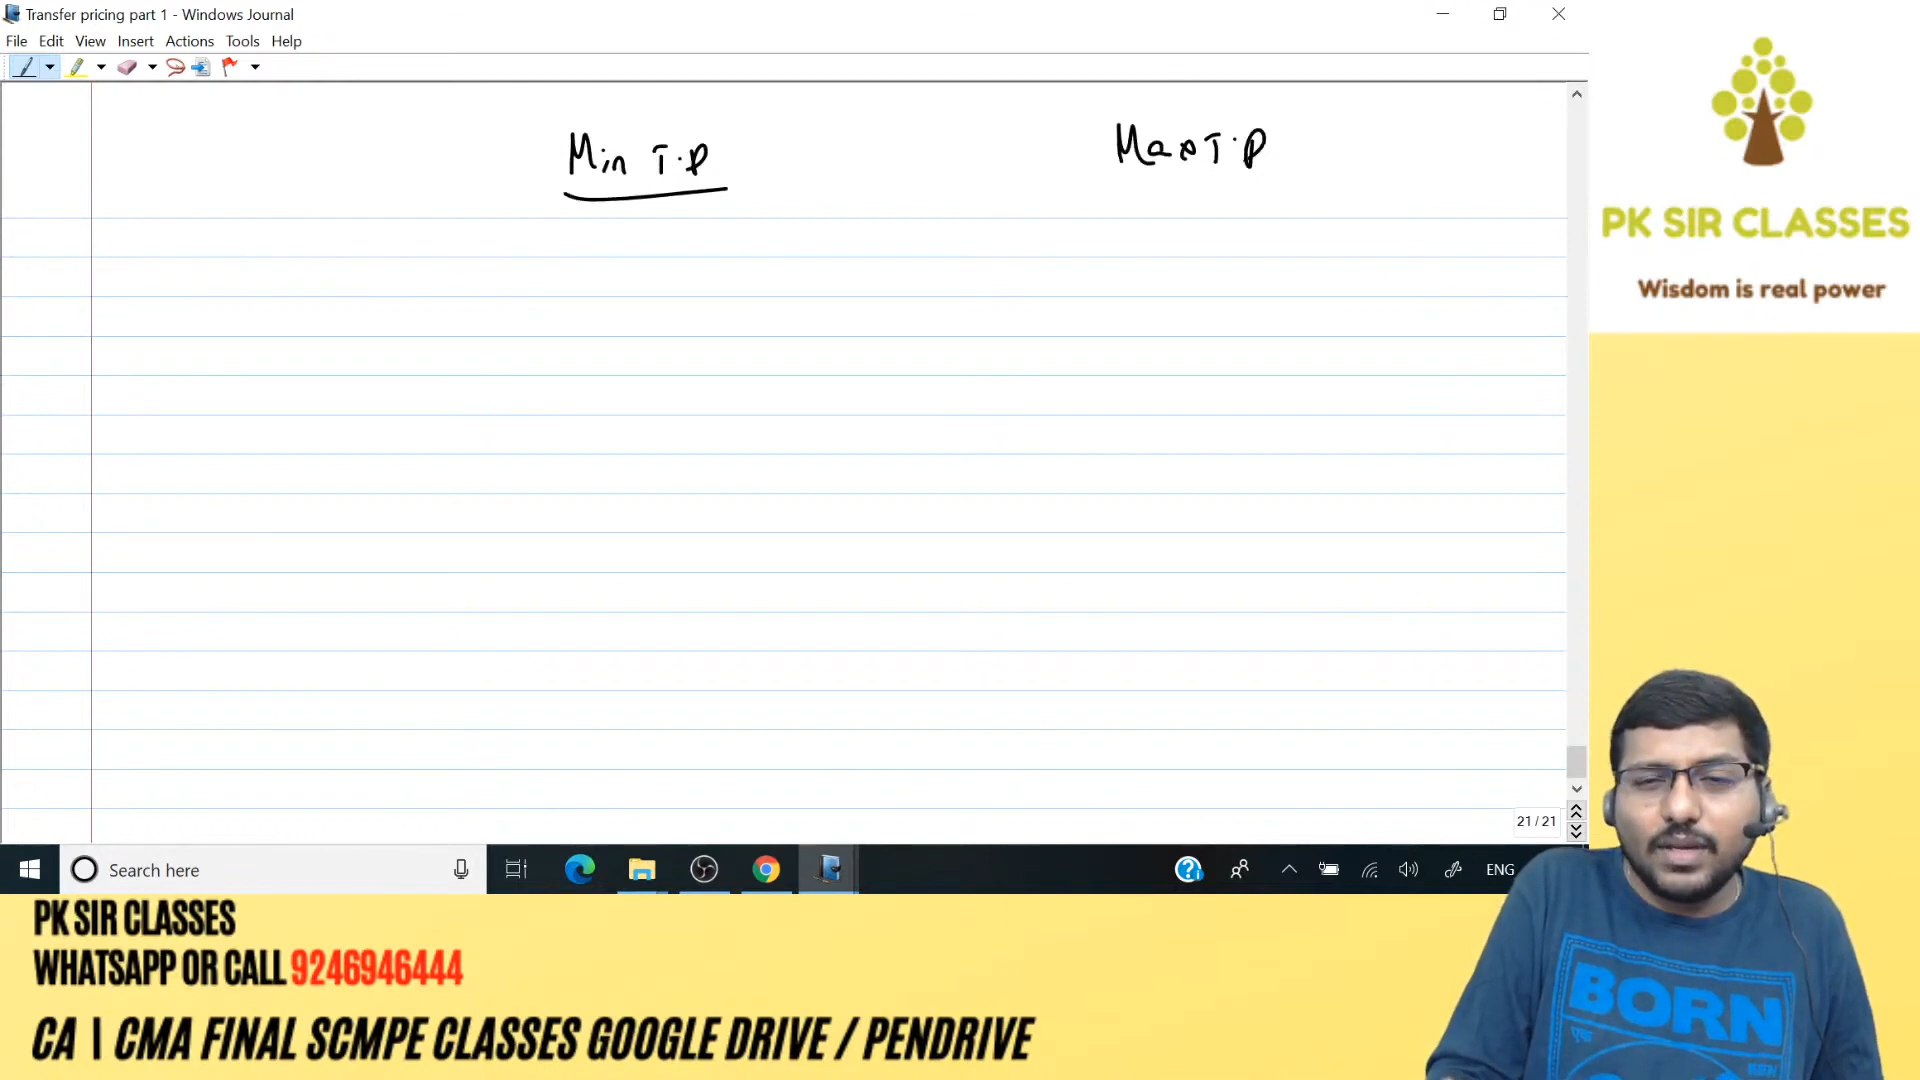 Transfer pricing part 1 - Windows Journal
File Edit View Insert Actions Tools Help
Min T.P
Max T.P
PK SIR CLASSES
Wisdom is real power
21 / 21
Search here
ENG
PK SIR CLASSES
WHATSAPP OR CALL 9246946444
CA \ CMA FINAL SCMPE CLASSES GOOGLE DRIVE / PENDRIVE
BORN